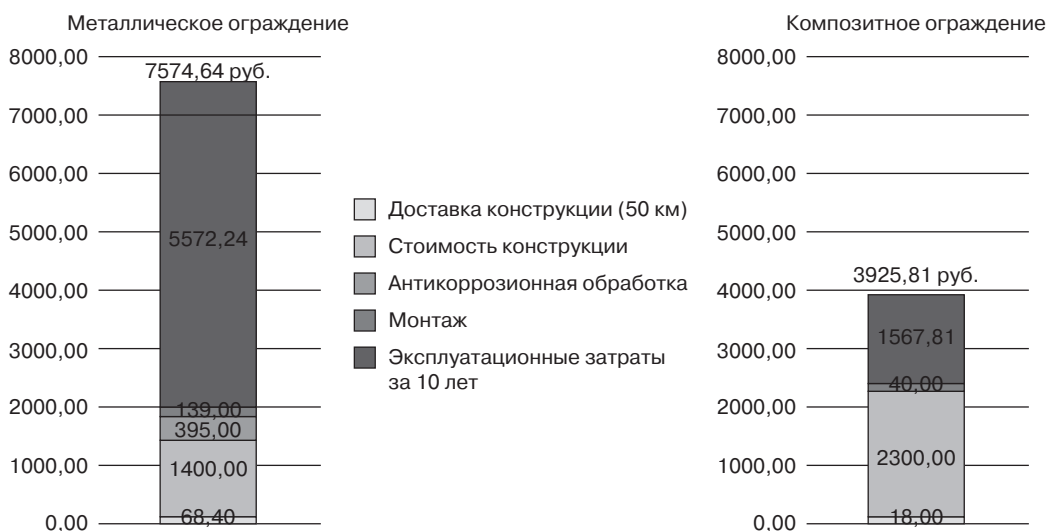 Металлическое ограждение
8000,00
7574,64 руб.
7000,00
6000,00
5000,00
5572,24
4000,00
3000,00
2000,00
139,00
395,00
1000,00
1400,00
0,00
68,40
Доставка конструкции (50 км)
Стоимость конструкции
Антикоррозионная обработка
Монтаж
Эксплуатационные затраты
за 10 лет
Композитное ограждение
8000,00
7000,00
6000,00
5000,00
3925,81 руб.
4000,00
1567,81
3000,00
40,00
2000,00
2300,00
1000,00
0,00
18,00